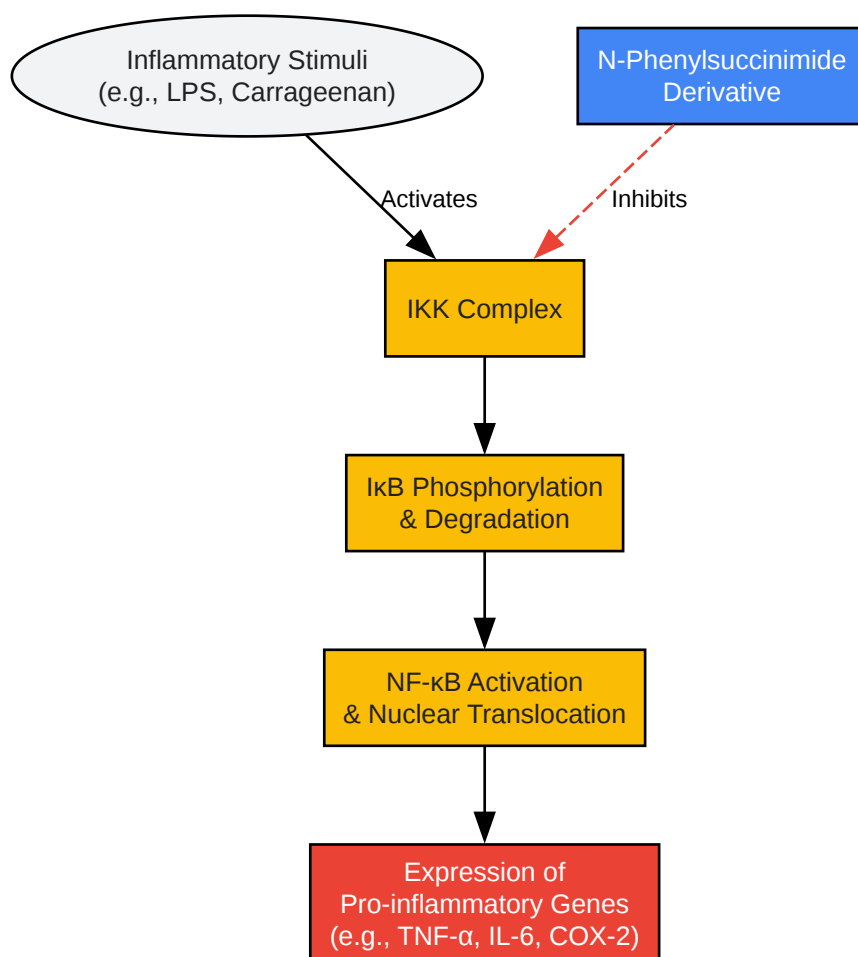 Inflammatory Stimuli
(e.g., LPS, Carrageenan)
N-Phenylsuccinimide
Derivative
Activates
Inhibits
IKK Complex
IκB Phosphorylation
& Degradation
NF-κB Activation
& Nuclear Translocation
Expression of
Pro-inflammatory Genes
(e.g., TNF-α, IL-6, COX-2)